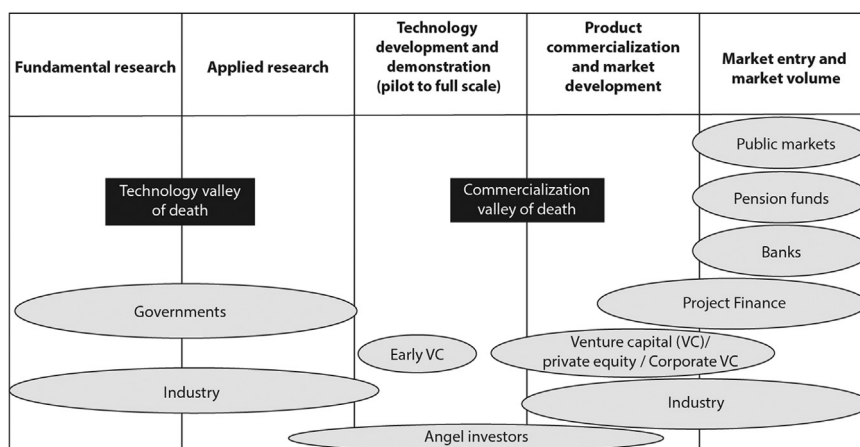 Fundamental research
Applied research
Technology
development and
demonstration
(pilot to full scale)
Product
commercialization
and market
development
Market entry and
market volume
Public markets
Technology valley
of death
Commercialization
valley of death
Pension funds
Banks
Governments
Project Finance
Early VC
Venture capital (VC)/
private equity / Corporate VC
Industry
Industry
Angel investors